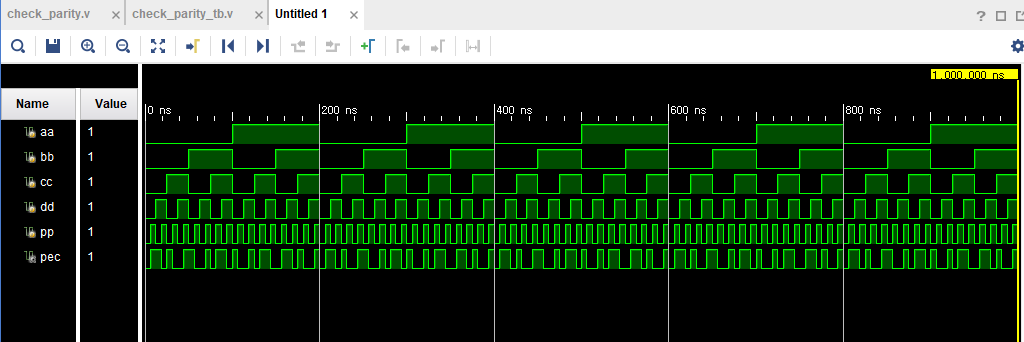 check_parity.v × check_parity_tb.v × Untitled 1 ×
?
1,000,000 ns
Name Value
0 ns 200 ns 400 ns 600 ns 800 ns
aa 1
bb 1
cc 1
dd 1
pp 1
pec 1